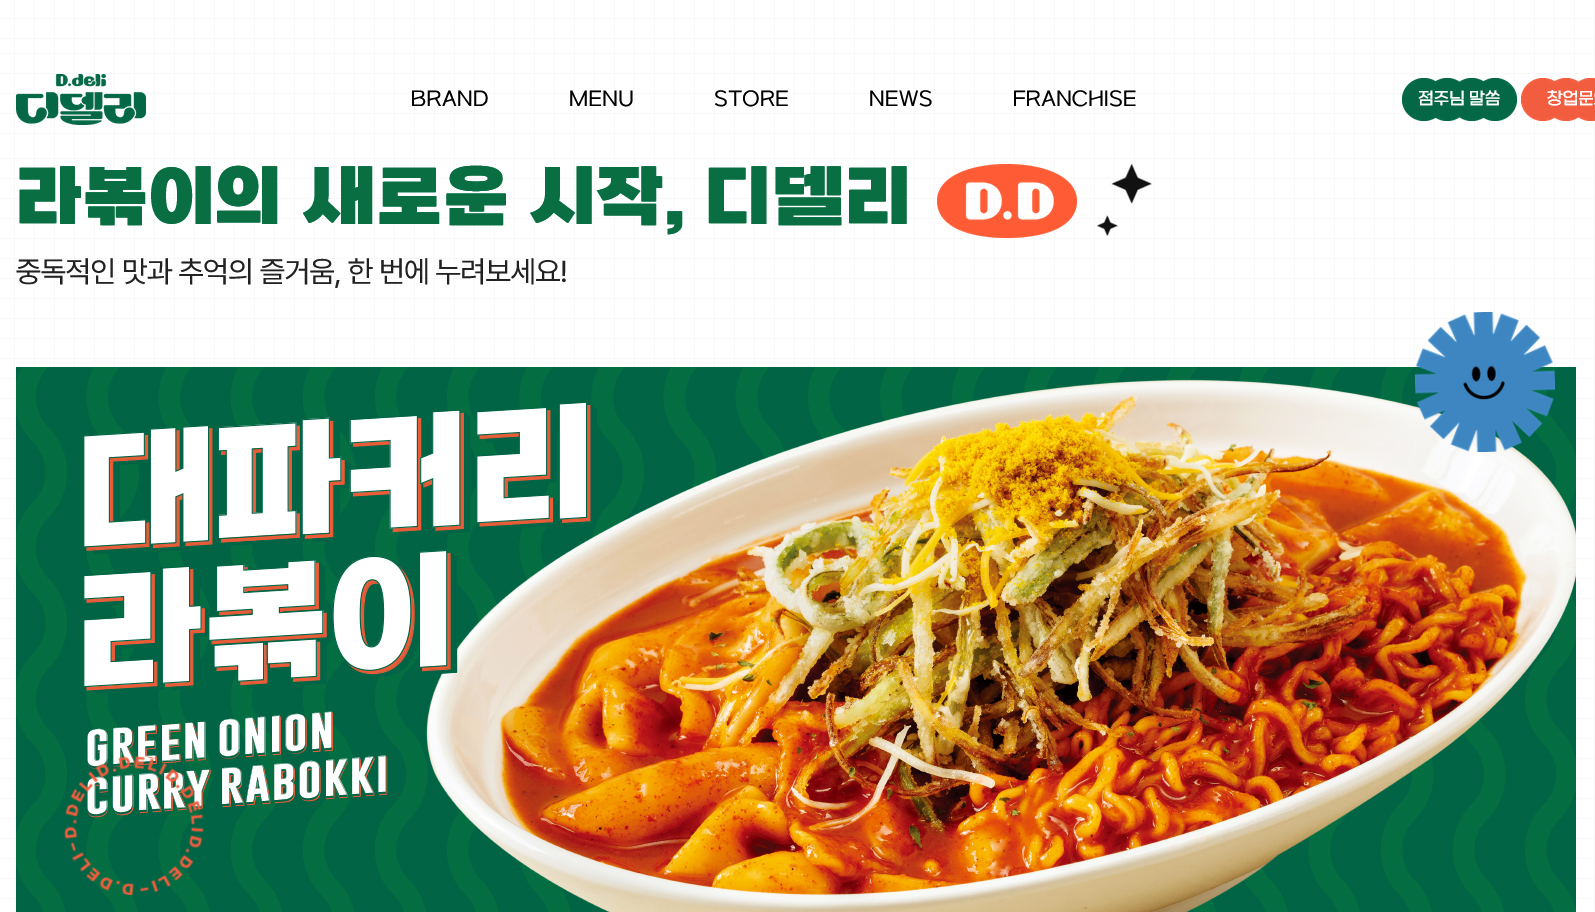 D.deli
디델리
BRAND
MENU
STORE
NEWS
FRANCHISE
점주님 말씀
창업문
라볶이의 새로운 시작, 디델리
D.D
중독적인 맛과 추억의 즐거움, 한 번에 누려보세요!
대파커리
라볶이
GREEN ONION
CURRY RABOKKI
D.DELI-D.DELI-D.DELID.DELID.DELID.DELI-